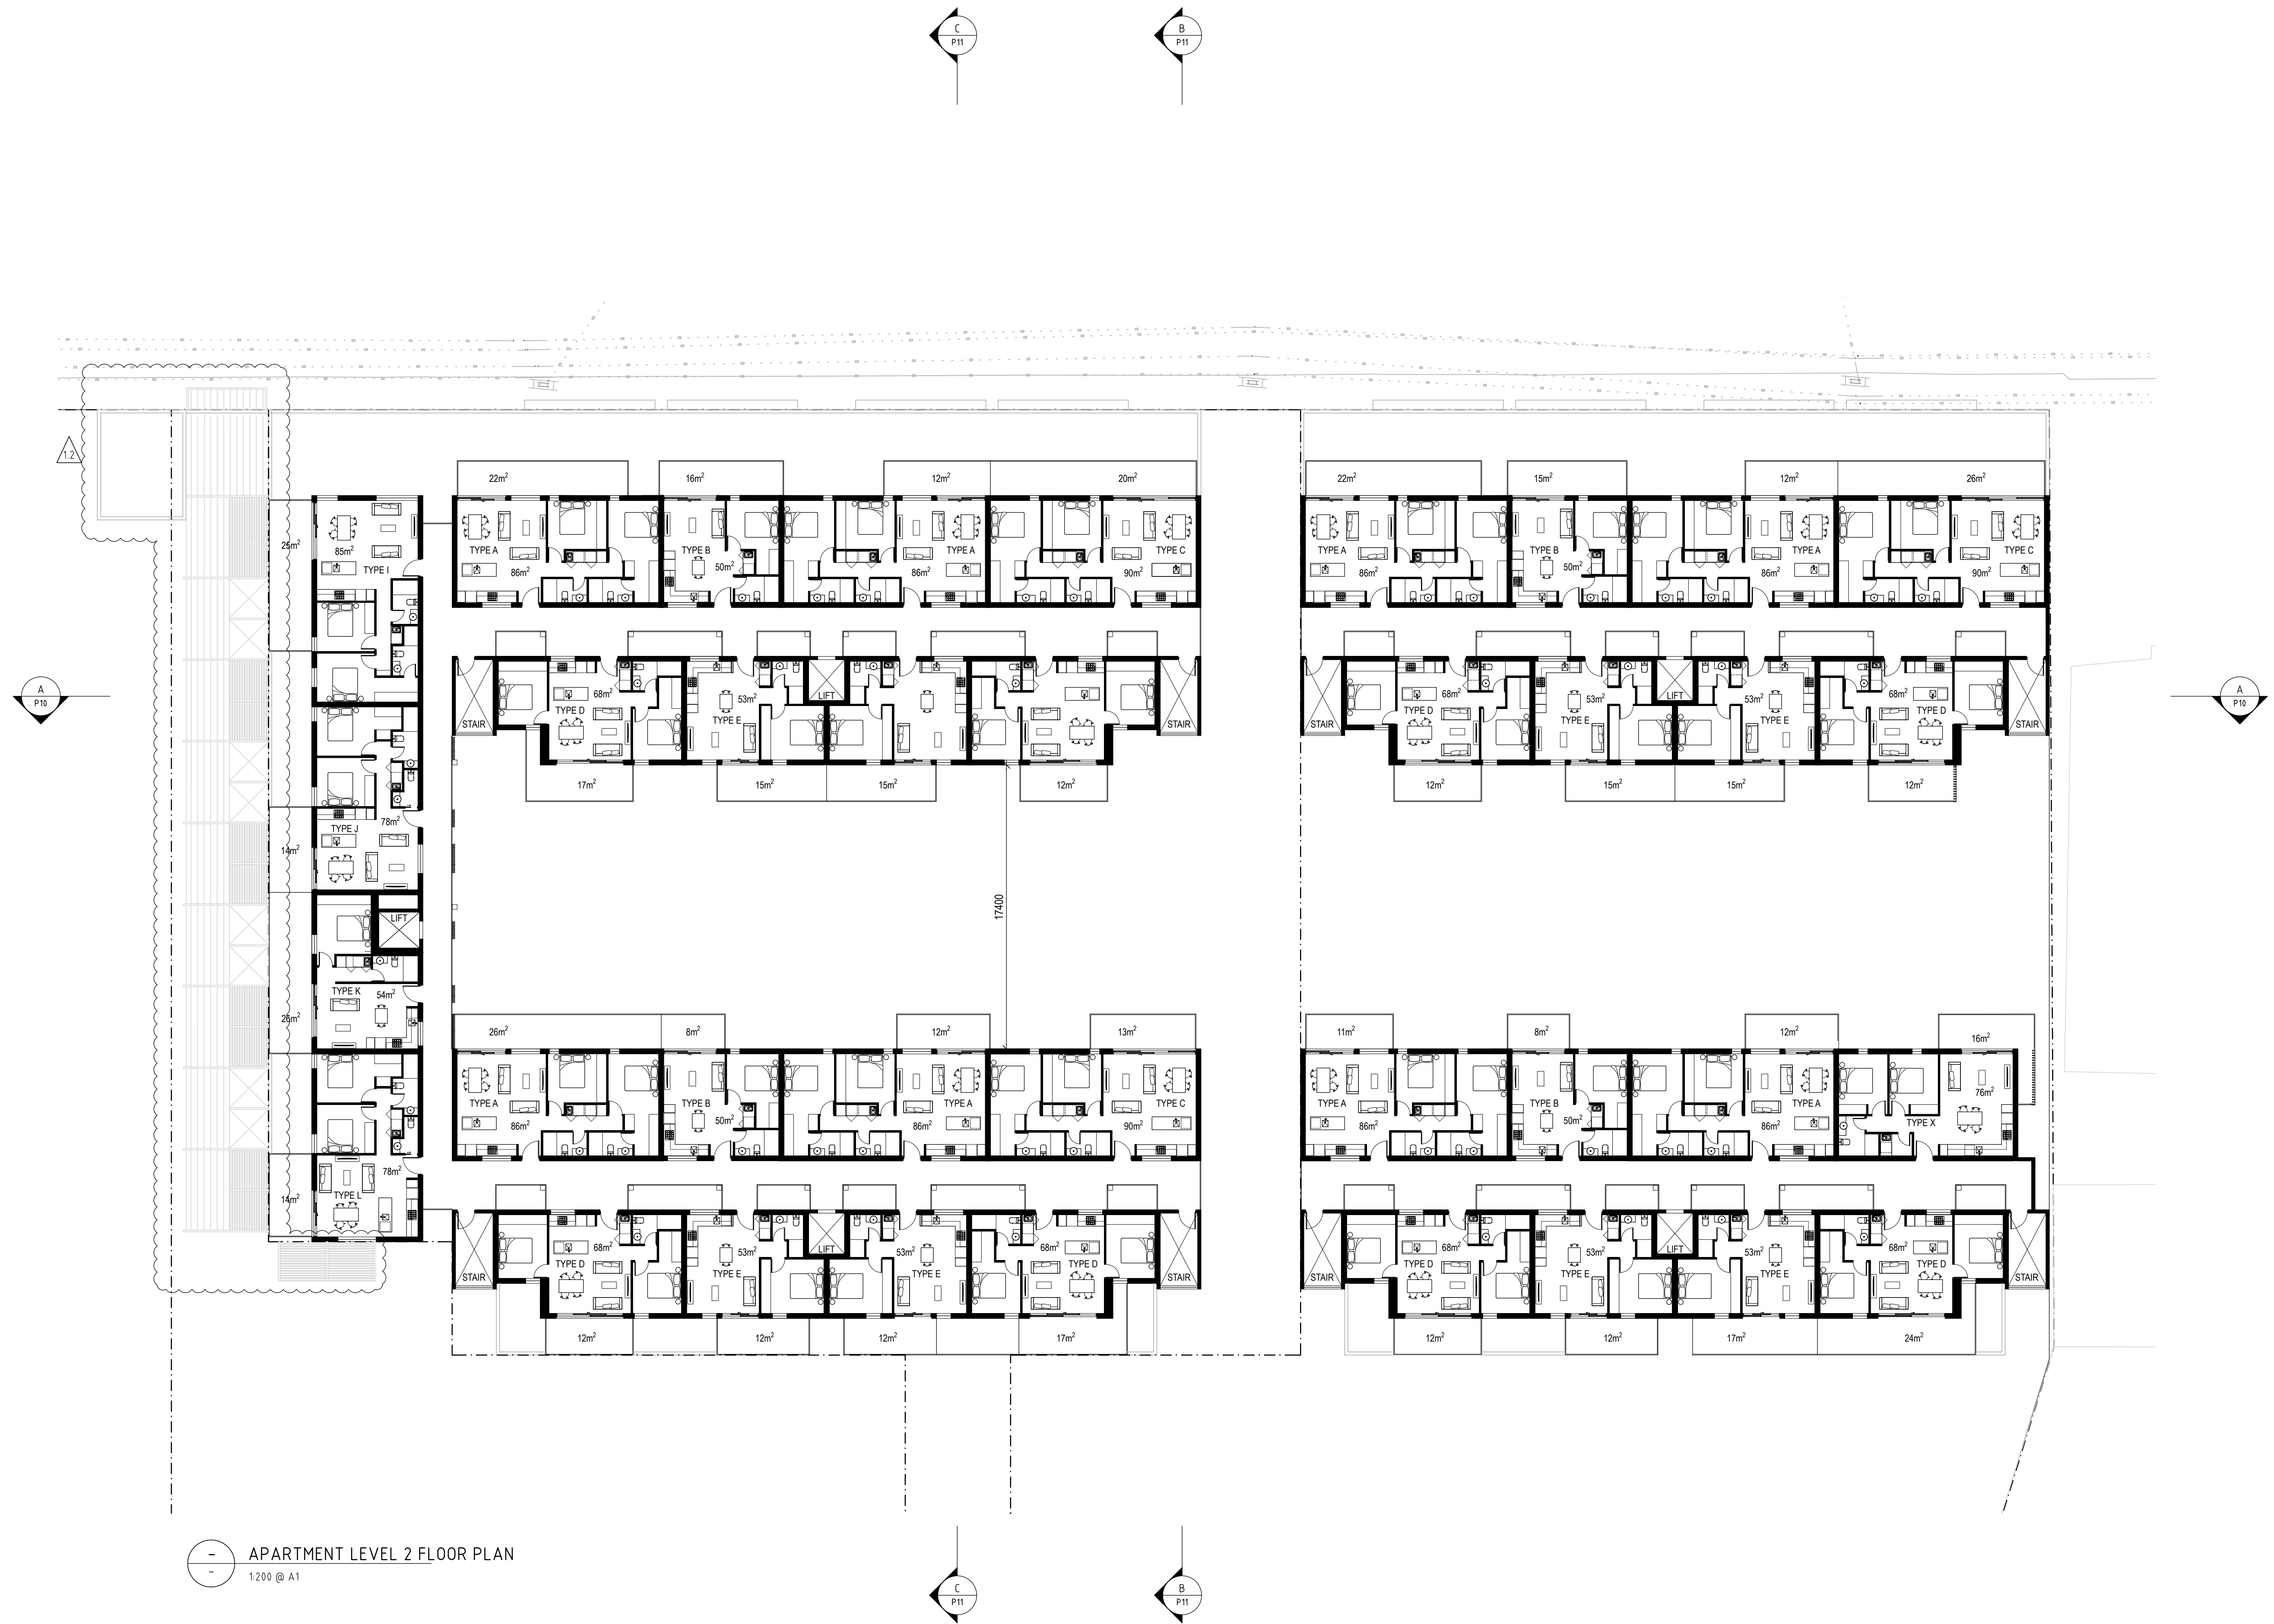 C
P11
B
P11
1.2
22m²
16m²
12m²
20m²
22m²
15m²
12m²
26m²
25m²
85m²
TYPE I
TYPE A
86m²
TYPE B
50m²
TYPE A
86m²
TYPE C
90m²
TYPE A
86m²
TYPE B
50m²
TYPE A
86m²
TYPE C
90m²
A
P10
STAIR
68m²
TYPE D
53m²
TYPE E
LIFT
STAIR
STAIR
68m²
TYPE D
53m²
TYPE E
LIFT
53m²
TYPE E
68m²
TYPE D
STAIR
A
P10
17m²
15m²
15m²
12m²
12m²
15m²
15m²
12m²
TYPE J
78m²
14m²
LIFT
17400
TYPE K
54m²
26m²
26m²
8m²
12m²
13m²
11m²
8m²
12m²
16m²
TYPE A
86m²
TYPE B
50m²
TYPE A
86m²
TYPE C
90m²
TYPE A
86m²
TYPE B
50m²
TYPE A
86m²
76m²
TYPE X
78m²
TYPE L
14m²
STAIR
68m²
TYPE D
53m²
TYPE E
LIFT
53m²
TYPE E
68m²
TYPE D
STAIR
STAIR
68m²
TYPE D
53m²
TYPE E
LIFT
53m²
TYPE E
68m²
TYPE D
STAIR
12m²
12m²
12m²
17m²
12m²
12m²
17m²
24m²
APARTMENT LEVEL 2 FLOOR PLAN
1:200 @ A1
C
P11
B
P11